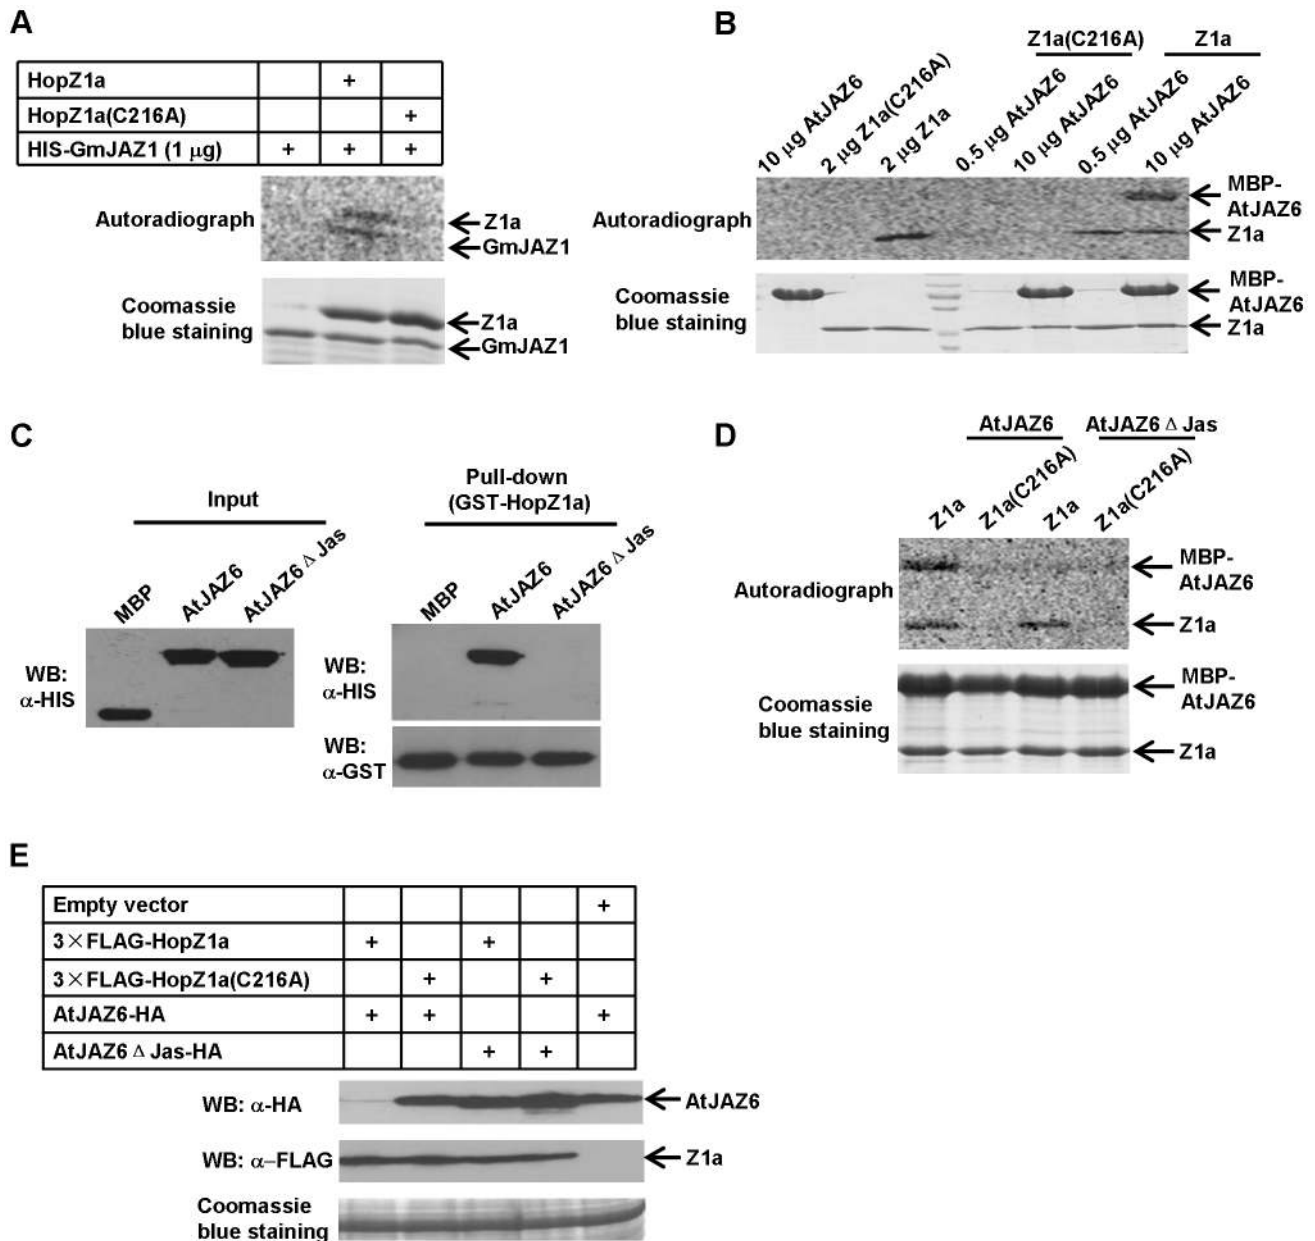 A
HopZ1a +
HopZ1a(C216A) +
HIS-GmJAZ1 (1 μg) + + +
Autoradiograph
Z1a
GmJAZ1
Coomassie
blue staining
Z1a
GmJAZ1
B
Z1a(C216A) Z1a
10 μg AtJAZ6
2 μg Z1a(C216A)
2 μg Z1a
0.5 μg AtJAZ6
10 μg AtJAZ6
0.5 μg AtJAZ6
10 μg AtJAZ6
Autoradiograph
MBP-
AtJAZ6
Z1a
Coomassie
blue staining
MBP-
AtJAZ6
Z1a
C
Input
MBP
AtJAZ6
AtJAZ6 Δ Jas
WB:
α-HIS
Pull-down
(GST-HopZ1a)
MBP
AtJAZ6
AtJAZ6 Δ Jas
WB:
α-HIS
WB:
α-GST
D
AtJAZ6 AtJAZ6 Δ Jas
Z1a
Z1a(C216A)
Z1a
Z1a(C216A)
Autoradiograph
MBP-
AtJAZ6
Z1a
Coomassie
blue staining
MBP-
AtJAZ6
Z1a
E
Empty vector +
3×FLAG-HopZ1a + +
3×FLAG-HopZ1a(C216A) + +
AtJAZ6-HA + + +
AtJAZ6 Δ Jas-HA + +
WB: α-HA
AtJAZ6
WB: α−FLAG
Z1a
Coomassie
blue staining